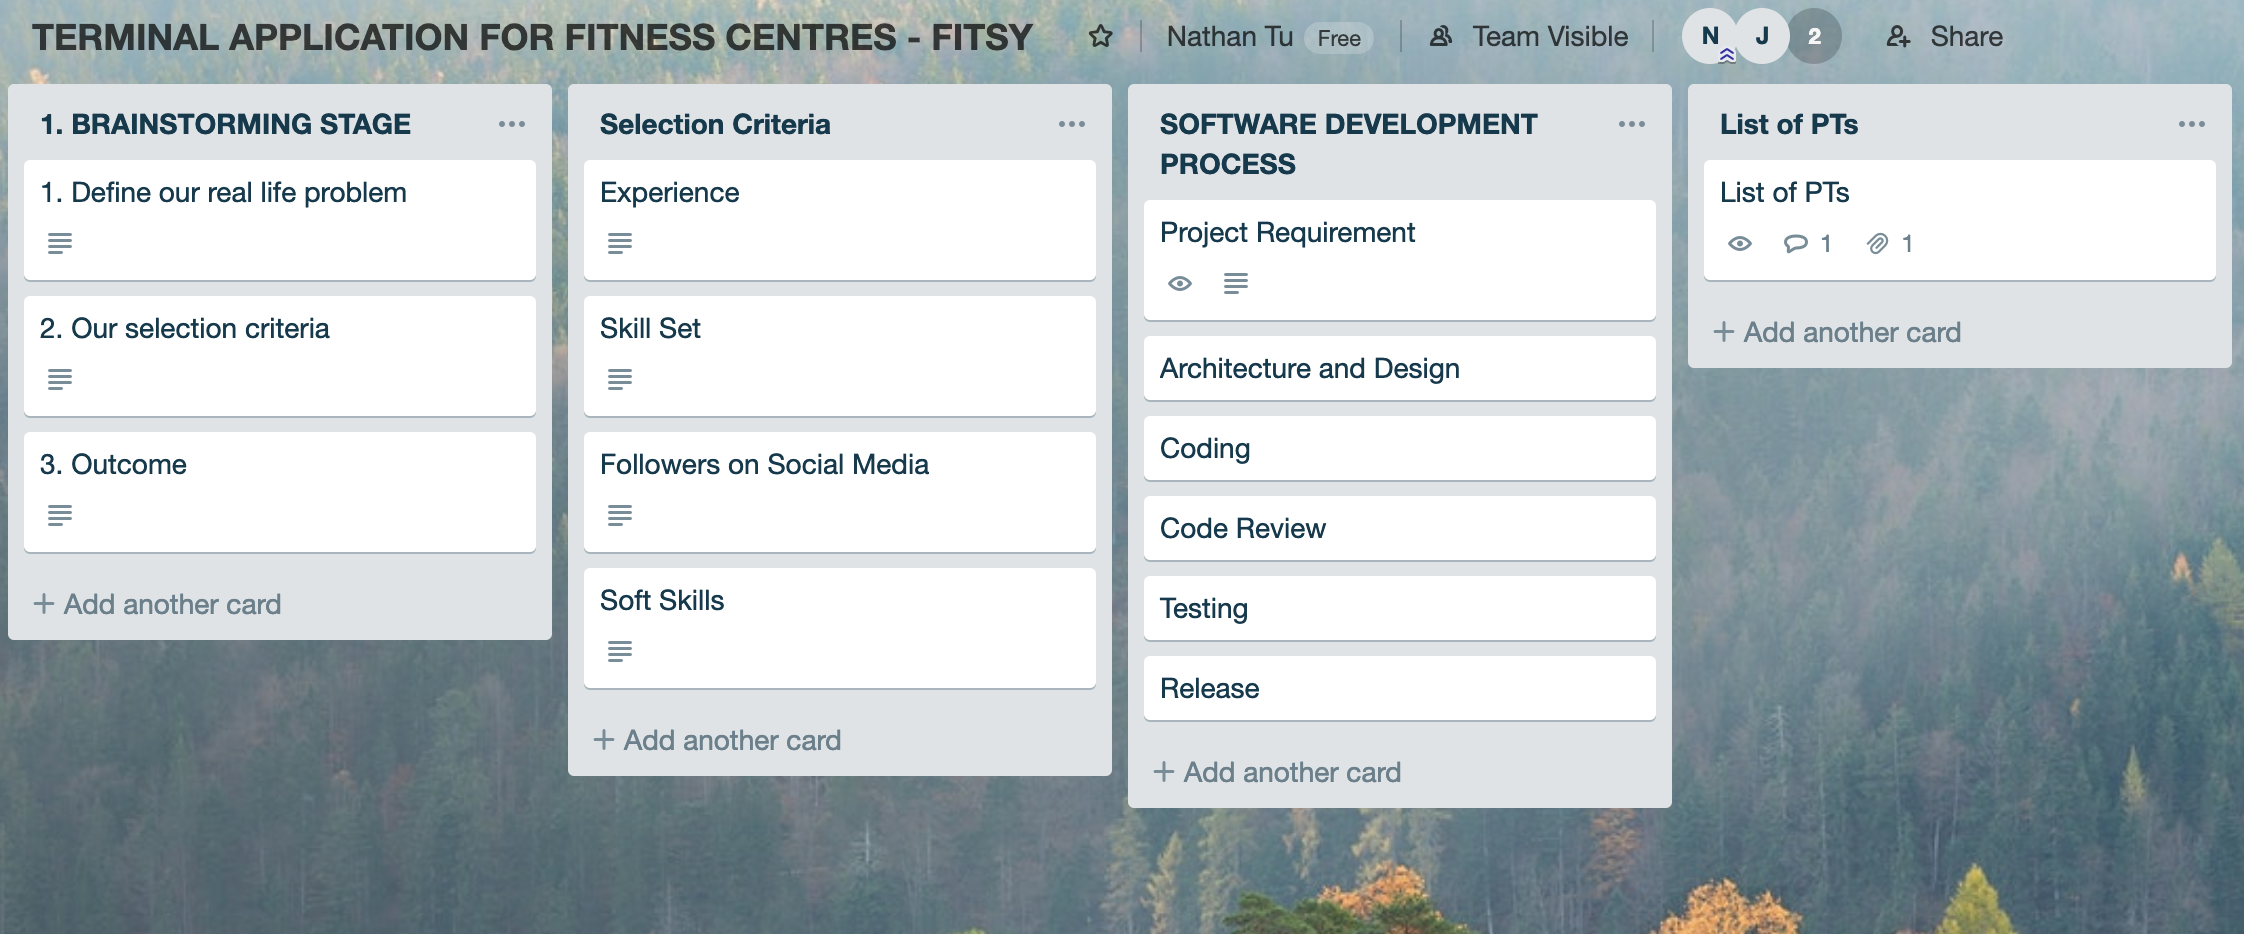 TERMINAL APPLICATION FOR FITNESS CENTRES - FITSY
Nathan Tu Free
Team Visible
N J 2
Share
1. BRAINSTORMING STAGE
1. Define our real life problem
2. Our selection criteria
3. Outcome
+ Add another card
Selection Criteria
Experience
Skill Set
Followers on Social Media
Soft Skills
+ Add another card
SOFTWARE DEVELOPMENT
PROCESS
Project Requirement
Architecture and Design
Coding
Code Review
Testing
Release
+ Add another card
List of PTs
List of PTs
1 1
+ Add another card